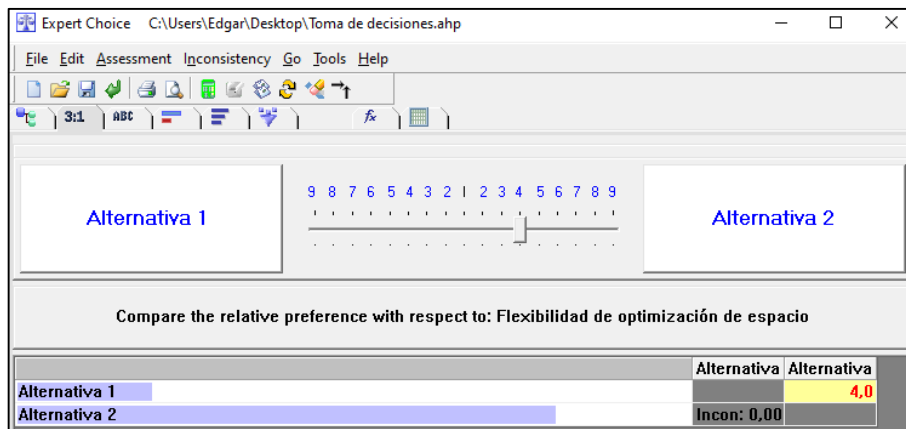 Expert Choice C:\Users\Edgar\Desktop\Toma de decisiones.ahp
File Edit Assessment Inconsistency Go Tools Help
3:1 ABC fx
9 8 7 6 5 4 3 2 1 2 3 4 5 6 7 8 9
Alternativa 1
Alternativa 2
Compare the relative preference with respect to: Flexibilidad de optimización de espacio
Alternativa Alternativa
Alternativa 1 4,0
Alternativa 2 Incon: 0,00